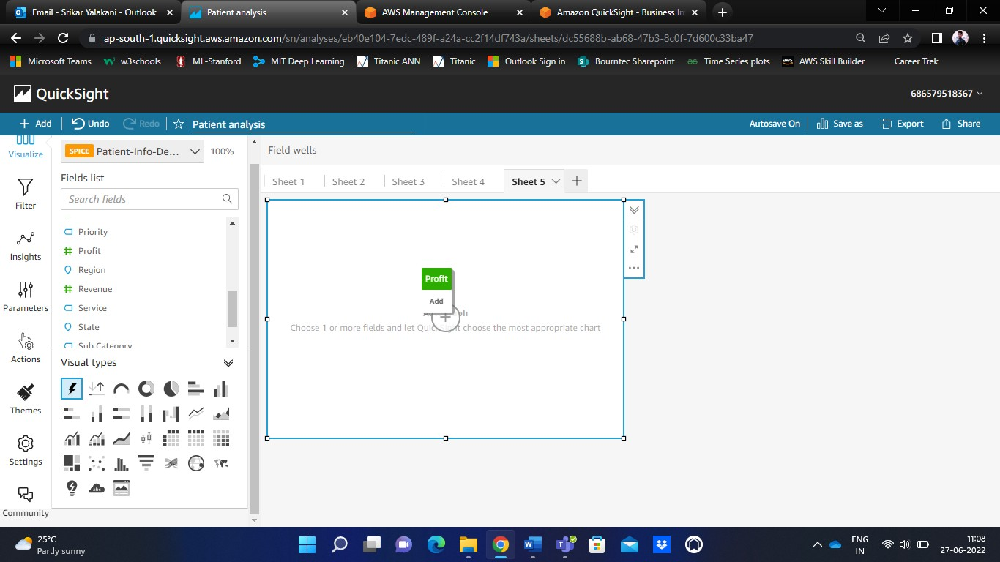 Email - Srikar Yalakani - Outlook
Patient analysis
AWS Management Console
Amazon QuickSight - Business In
ap-south-1.quicksight.aws.amazon.com/sn/analyses/eb40e104-7edc-489f-a24a-cc2f14df743a/sheets/dc55688b-ab68-47b3-8c0f-7d600c33ba47
Microsoft Teams
w3schools
ML-Stanford
MIT Deep Learning
Titanic ANN
Titanic
Outlook Sign in
Bourntec Sharepoint
Time Series plots
aws
AWS Skill Builder
Career Trek
QuickSight
686579518367
Add
Undo
Redo
Patient analysis
Autosave On
Save as
Export
Share
Visualize
Filter
Insights
Parameters
Actions
Themes
Settings
Community
SPICE
Patient-Info-De...
100%
Fields list
Search fields
Priority
Profit
Region
Revenue
Service
State
Sub Category
Visual types
abc
Field wells
Sheet 1
Sheet 2
Sheet 3
Sheet 4
Sheet 5
Profit
Add
Choose 1 or more fields and let QuickSight choose the most appropriate chart
25°C
Partly sunny
ENG
IN
11:08
27-06-2022